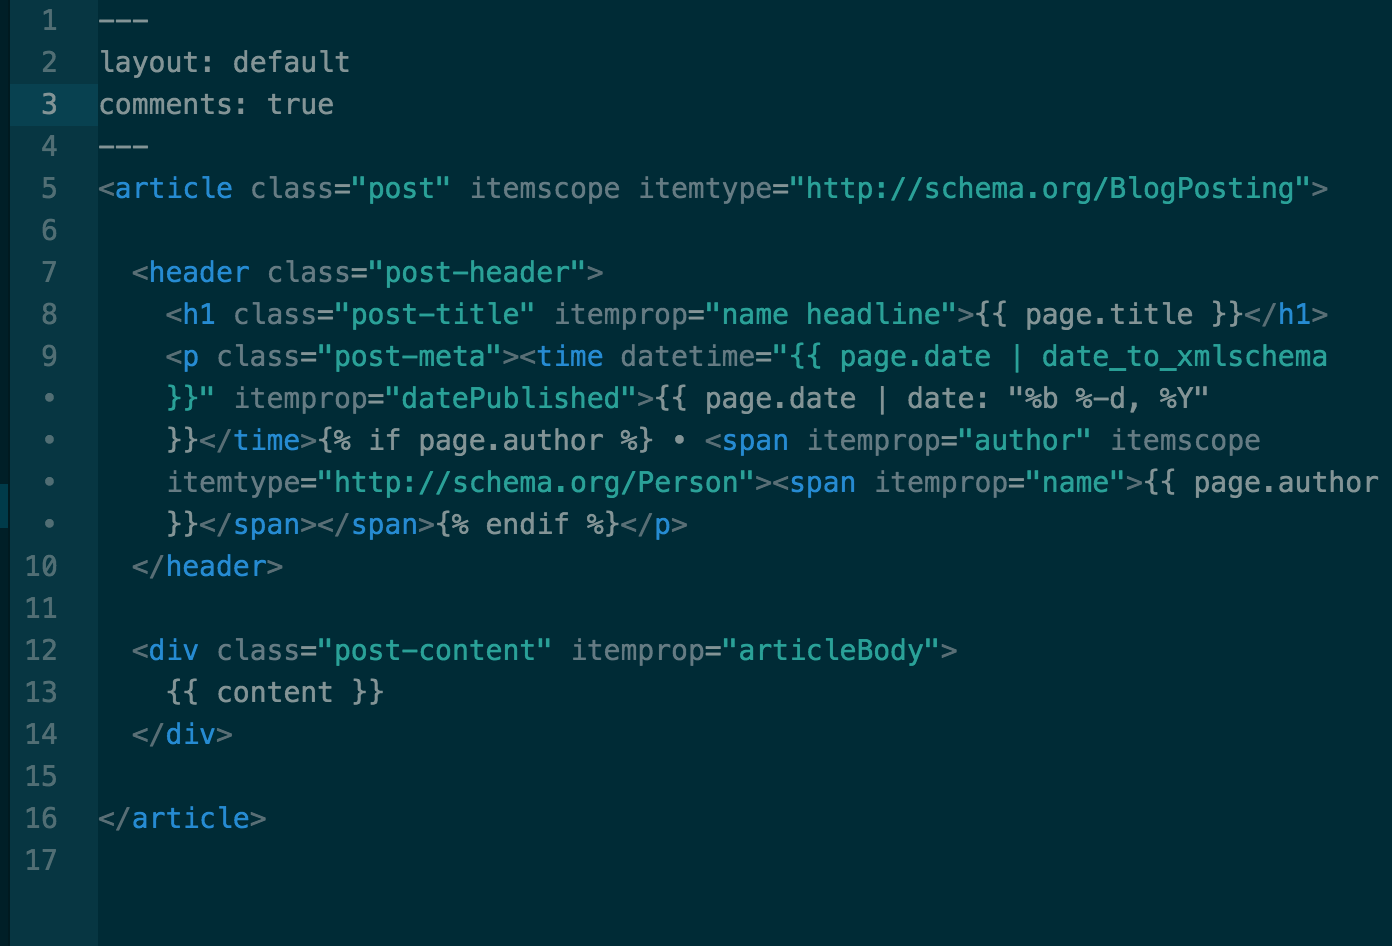 1 ---
2 layout: default
3 comments: true
4 ---
5 <article class="post" itemscope itemtype="http://schema.org/BlogPosting">
6
7   <header class="post-header">
8     <h1 class="post-title" itemprop="name headline">{{ page.title }}</h1>
9     <p class="post-meta"><time datetime="{{ page.date | date_to_xmlschema
•     }}" itemprop="datePublished">{{ page.date | date: "%b %-d, %Y"
•     }}</time>{% if page.author %} • <span itemprop="author" itemscope
•     itemtype="http://schema.org/Person"><span itemprop="name">{{ page.author
•     }}</span></span>{% endif %}</p>
10   </header>
11
12   <div class="post-content" itemprop="articleBody">
13     {{ content }}
14   </div>
15
16 </article>
17